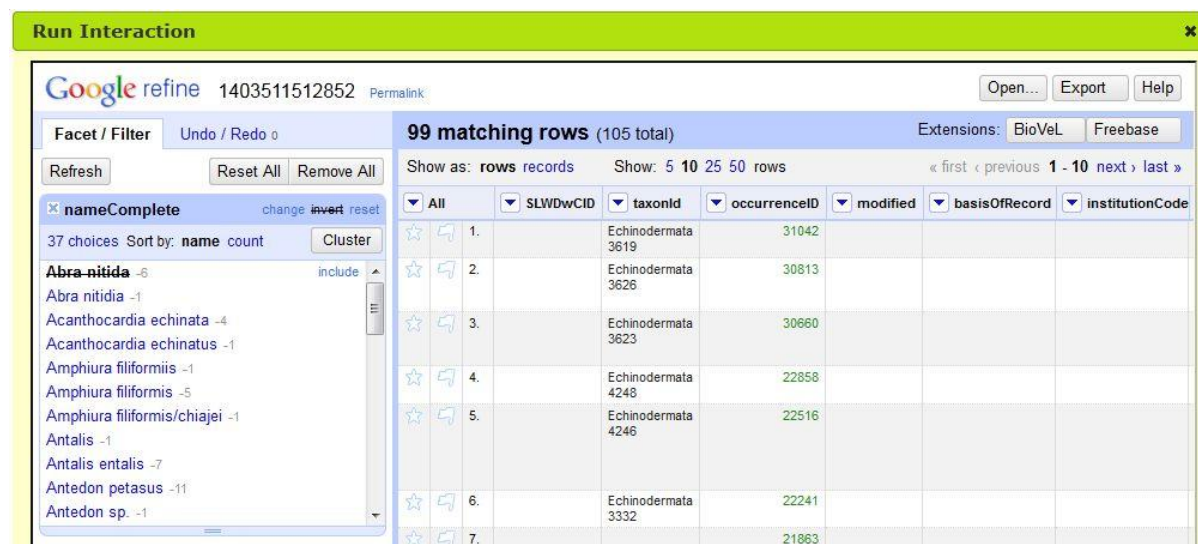 Run Interaction
Google refine 1403511512852 Permalink Open... Export Help
Facet / Filter Undo / Redo 0
Refresh Reset All Remove All
nameComplete change invert reset
37 choices Sort by: name count Cluster
Abra nitida -6 include
Abra nitidia -1
Acanthocardia echinata -4
Acanthocardia echinatus -1
Amphiura filiformiis -1
Amphiura filiformis -5
Amphiura filiformis/chiajei -1
Antalis -1
Antalis entalis -7
Antedon petasus -11
Antedon sp. -1
99 matching rows (105 total) Extensions: BioVeL Freebase
Show as: rows records Show: 5 10 25 50 rows « first ‹ previous 1 - 10 next › last »
All SLWDwCID taxonId occurrenceID modified basisOfRecord institutionCode
1. Echinodermata 31042
3619
2. Echinodermata 30813
3626
3. Echinodermata 30660
3623
4. Echinodermata 22858
4248
5. Echinodermata 22516
4246
6. Echinodermata 22241
3332
7. 21863